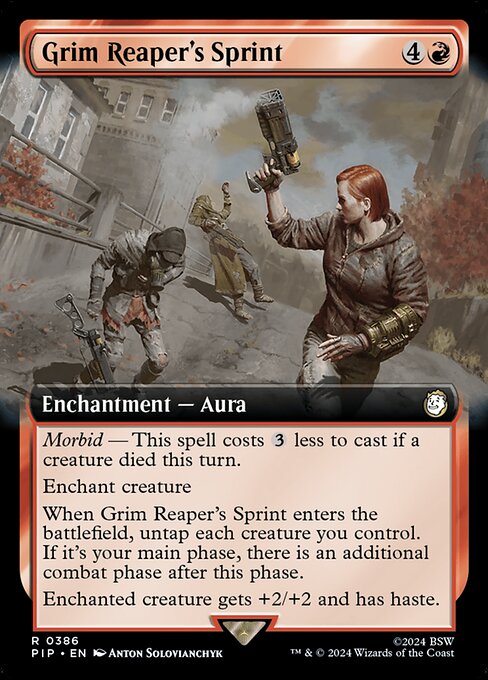 Grim Reaper's Sprint 4
Enchantment — Aura
Morbid — This spell costs 3 less to cast if a
creature died this turn.
Enchant creature
When Grim Reaper's Sprint enters the
battlefield, untap each creature you control.
If it's your main phase, there is an additional
combat phase after this phase.
Enchanted creature gets +2/+2 and has haste.
R 0386
PIP • EN Anton Solovianchyk
©2024 BSW
™ & © 2024 Wizards of the Coast